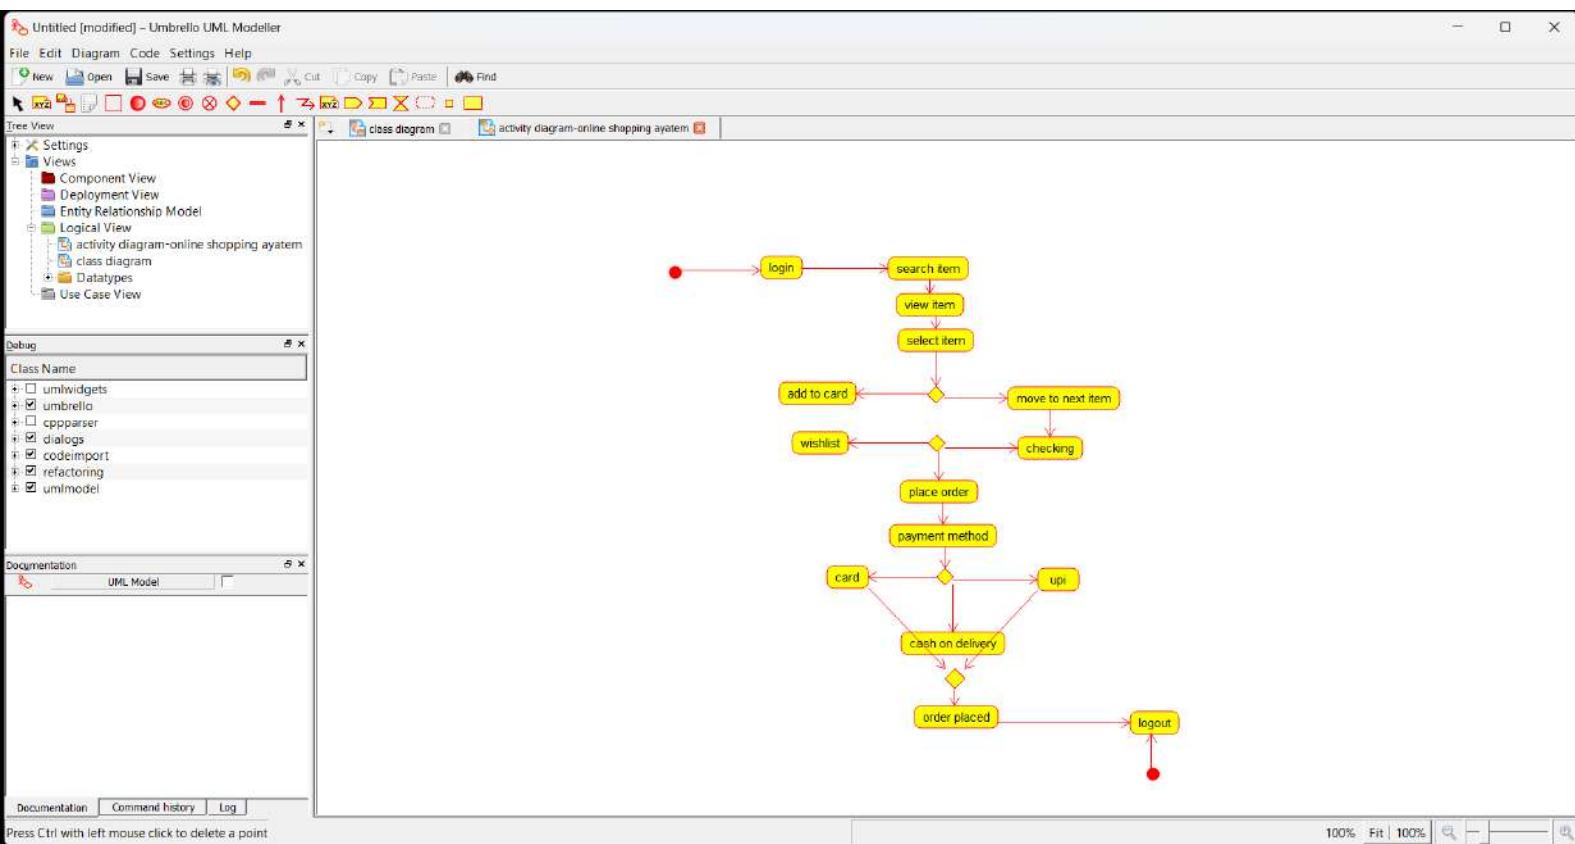 Untitled [modified] – Umbrello UML Modeller
File Edit Diagram Code Settings Help
New Open Save Cut Copy Paste Find
Tree View
class diagram activity diagram-online shopping ayatem
Settings
Views
Component View
Deployment View
Entity Relationship Model
Logical View
activity diagram-online shopping ayatem
class diagram
Datatypes
Use Case View
Debug
Class Name
umlwidgets
umbrello
cppparser
dialogs
codeimport
refactoring
umlmodel
Documentation
UML Model
Documentation Command history Log
Press Ctrl with left mouse click to delete a point
login
search item
view item
select item
add to card
move to next item
wishlist
checking
place order
payment method
card
upi
cash on delivery
order placed
logout
100% Fit 100%